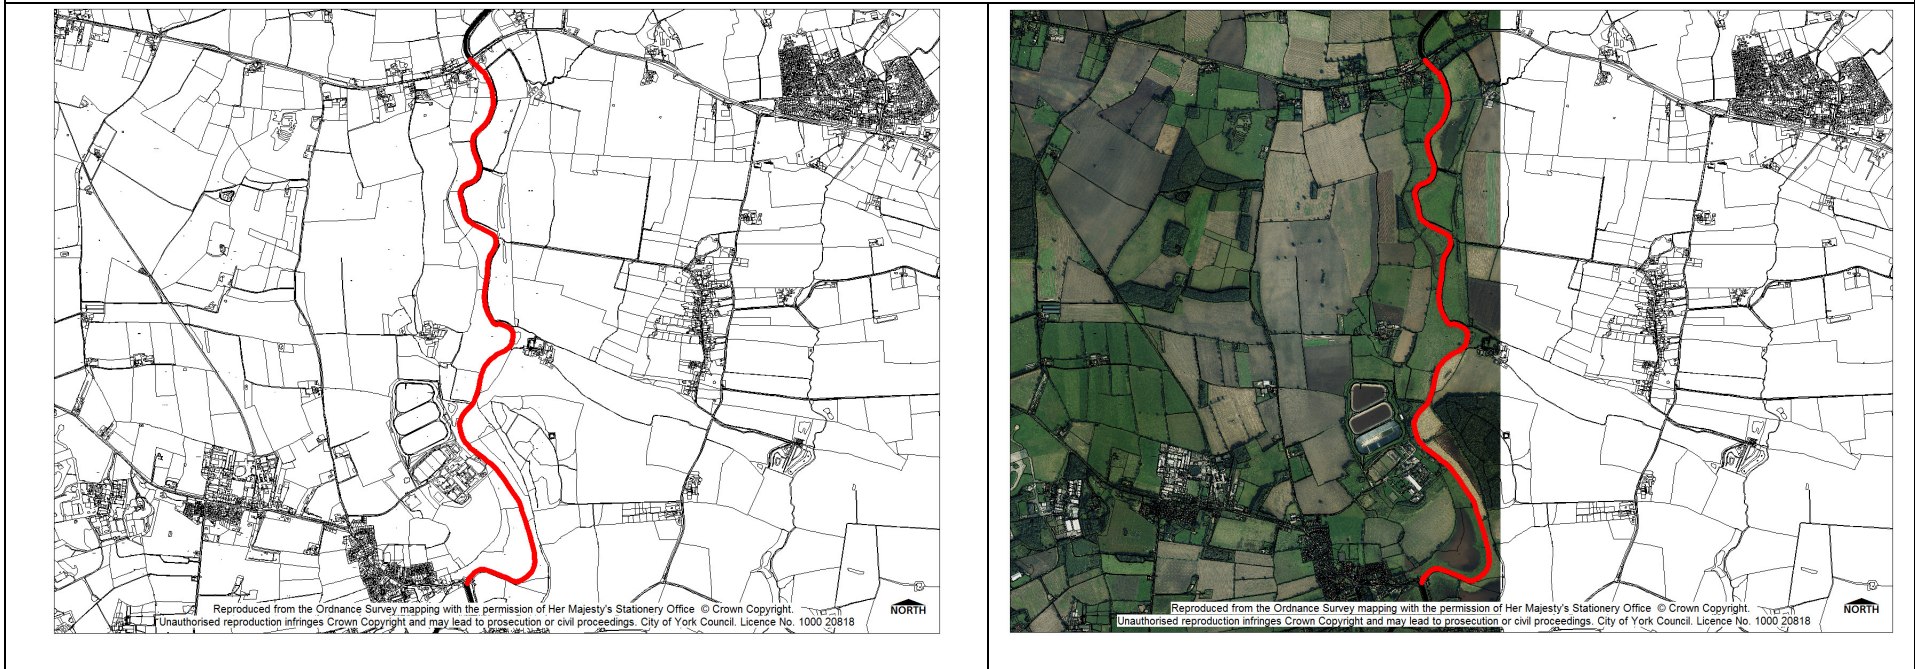 Reproduced from the Ordnance Survey mapping with the permission of Her Majesty's Stationery Office © Crown Copyright.
Unauthorised reproduction infringes Crown Copyright and may lead to prosecution or civil proceedings. City of York Council. Licence No. 1000 20818
NORTH
Reproduced from the Ordnance Survey mapping with the permission of Her Majesty's Stationery Office © Crown Copyright.
Unauthorised reproduction infringes Crown Copyright and may lead to prosecution or civil proceedings. City of York Council. Licence No. 1000 20818
NORTH